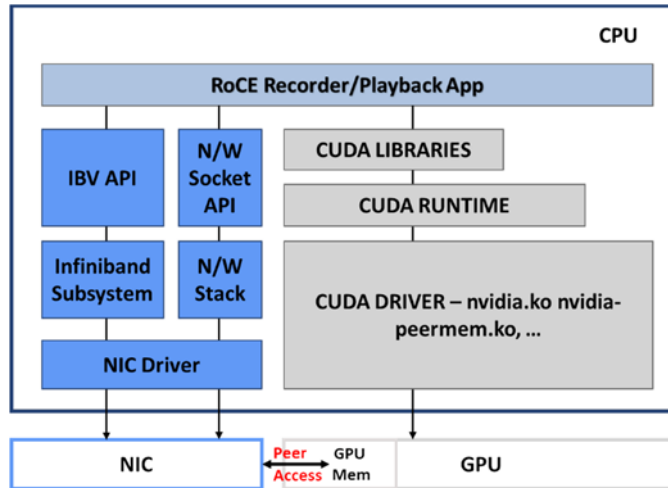 CPU
RoCE Recorder/Playback App
IBV API
N/W
Socket
API
CUDA LIBRARIES
CUDA RUNTIME
Infiniband
Subsystem
N/W
Stack
CUDA DRIVER – nvidia.ko nvidia-
peermem.ko, ...
NIC Driver
NIC
Peer
Access
GPU
Mem
GPU